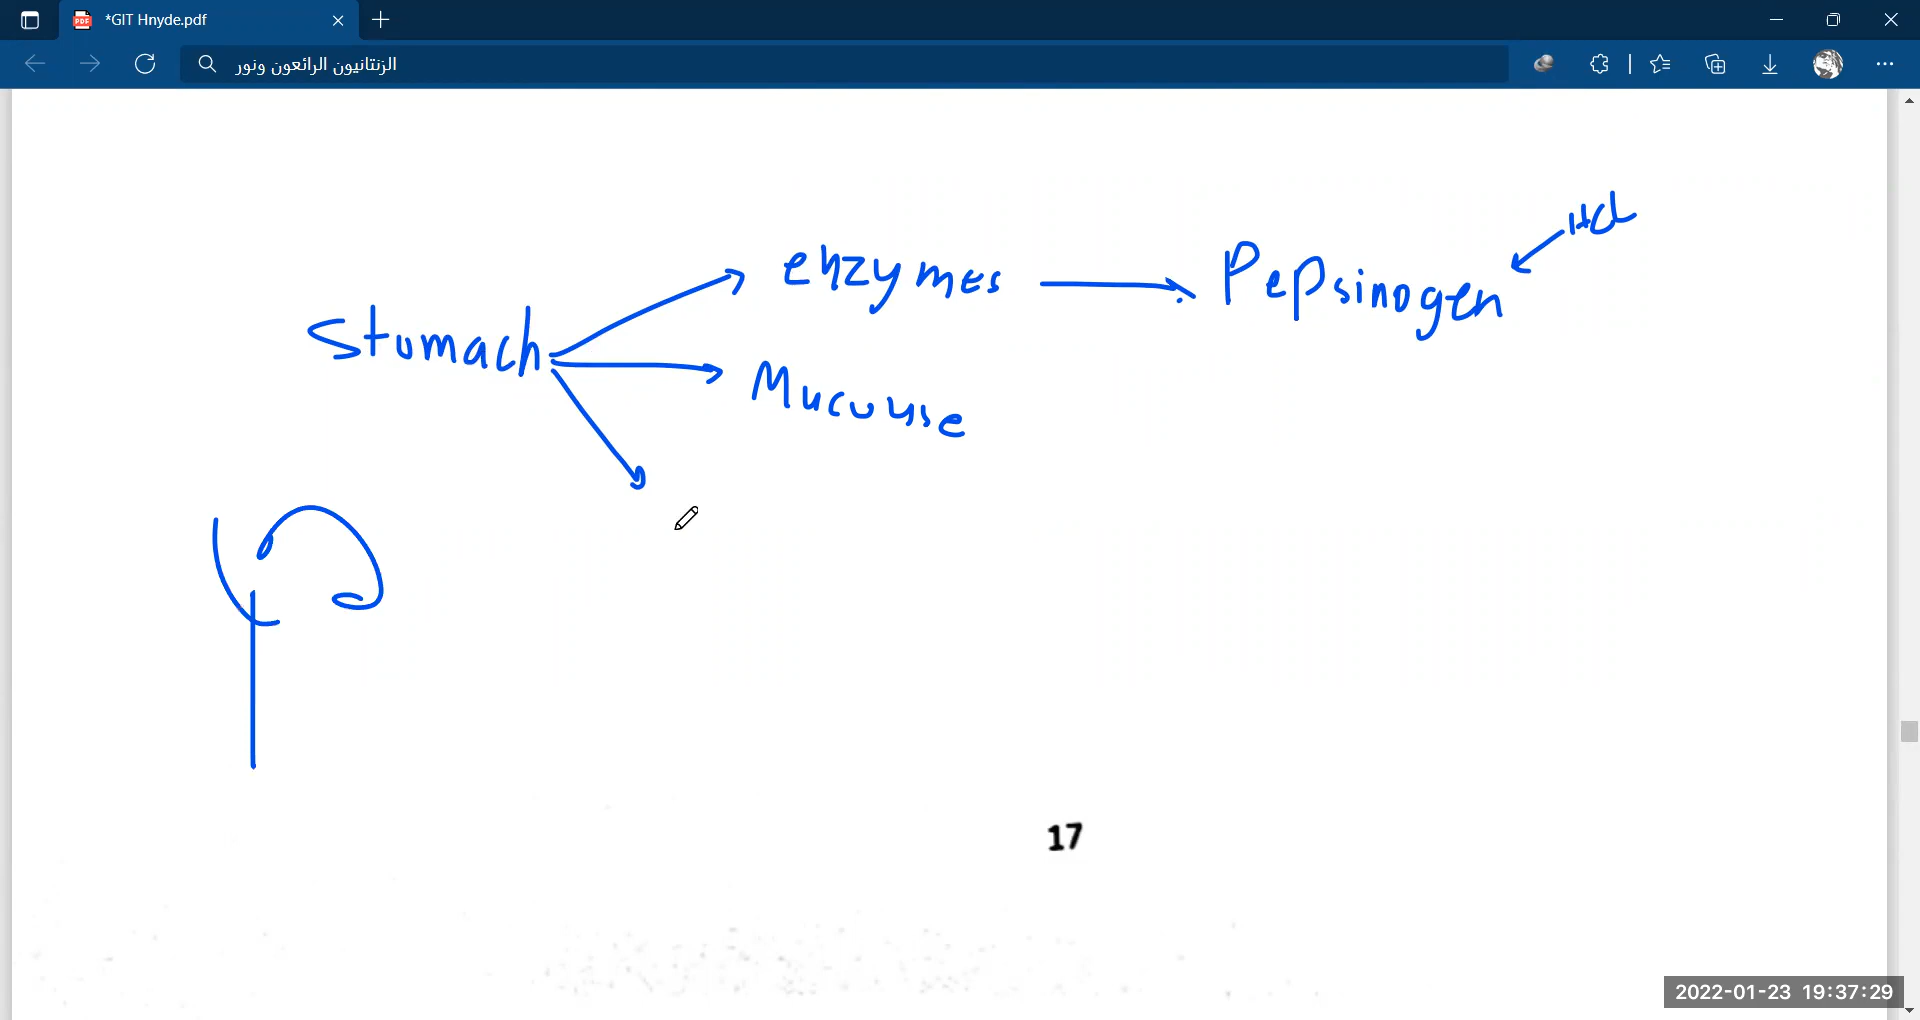 *GIT Hnyde.pdf
الزنتانيون الرائعون ونور
HCL
enzymes
Pepsinogen
Stomach
Mucuuse
17
2022-01-23 19:37:29